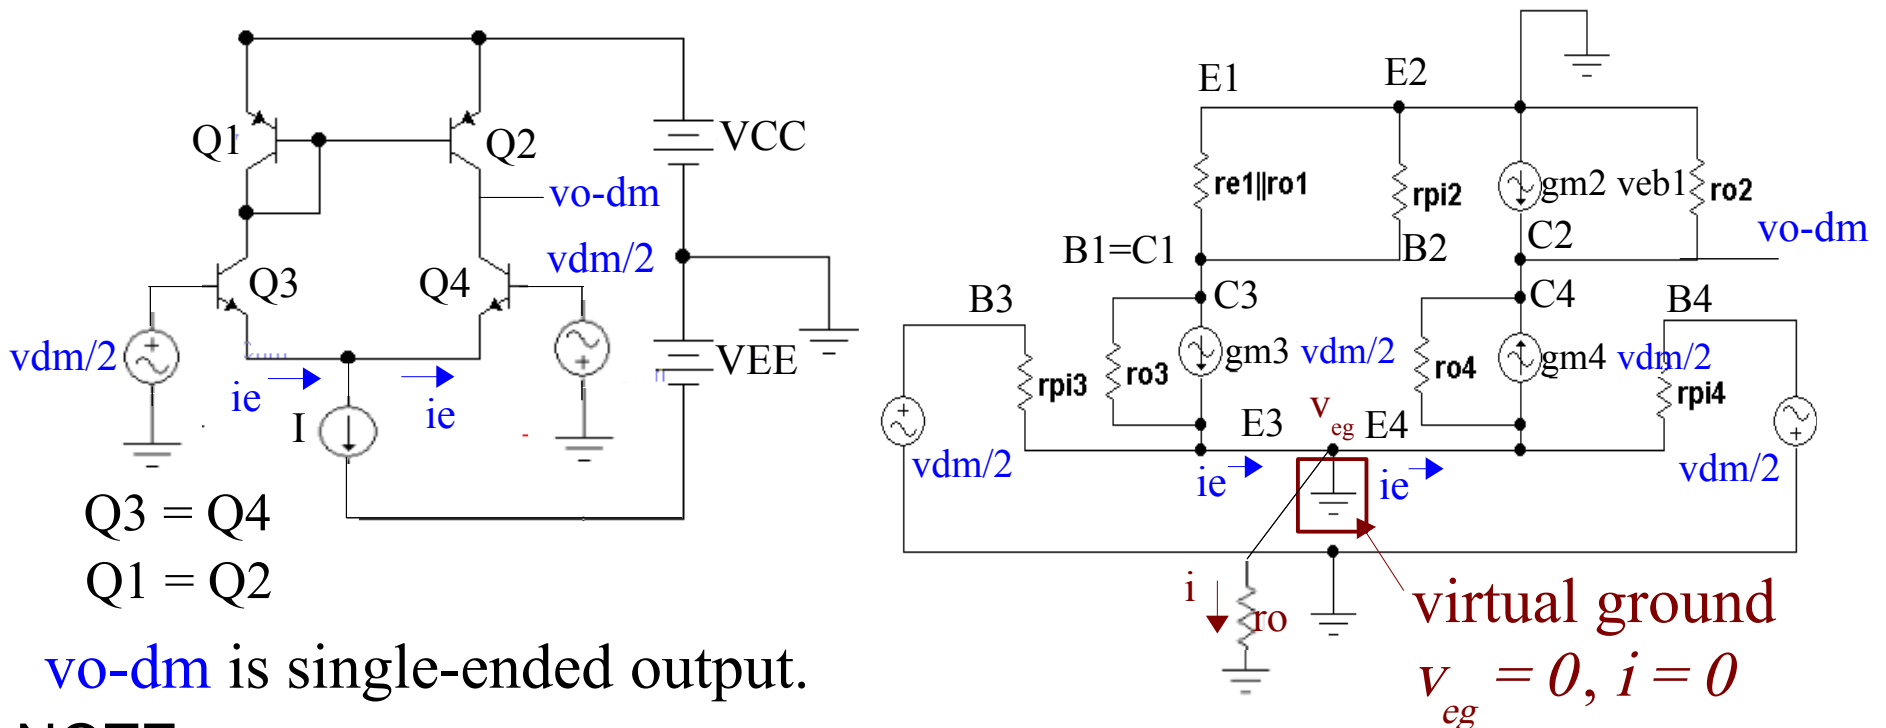 Q1
Q2
VCC
vo-dm
vdm/2
Q3
Q4
vdm/2
VEE
ie
ie
I
Q3 = Q4
Q1 = Q2
vo-dm is single-ended output.
E1
E2
re1||ro1
rpi2
gm2 veb1
ro2
B1=C1
B2
C2
vo-dm
B3
C3
C4
B4
rpi3
ro3
gm3 vdm/2
ro4
gm4 vdm/2
rpi4
vdm/2
E3
veg
E4
vdm/2
ie
ie
i
ro
virtual ground
veg = 0, i = 0